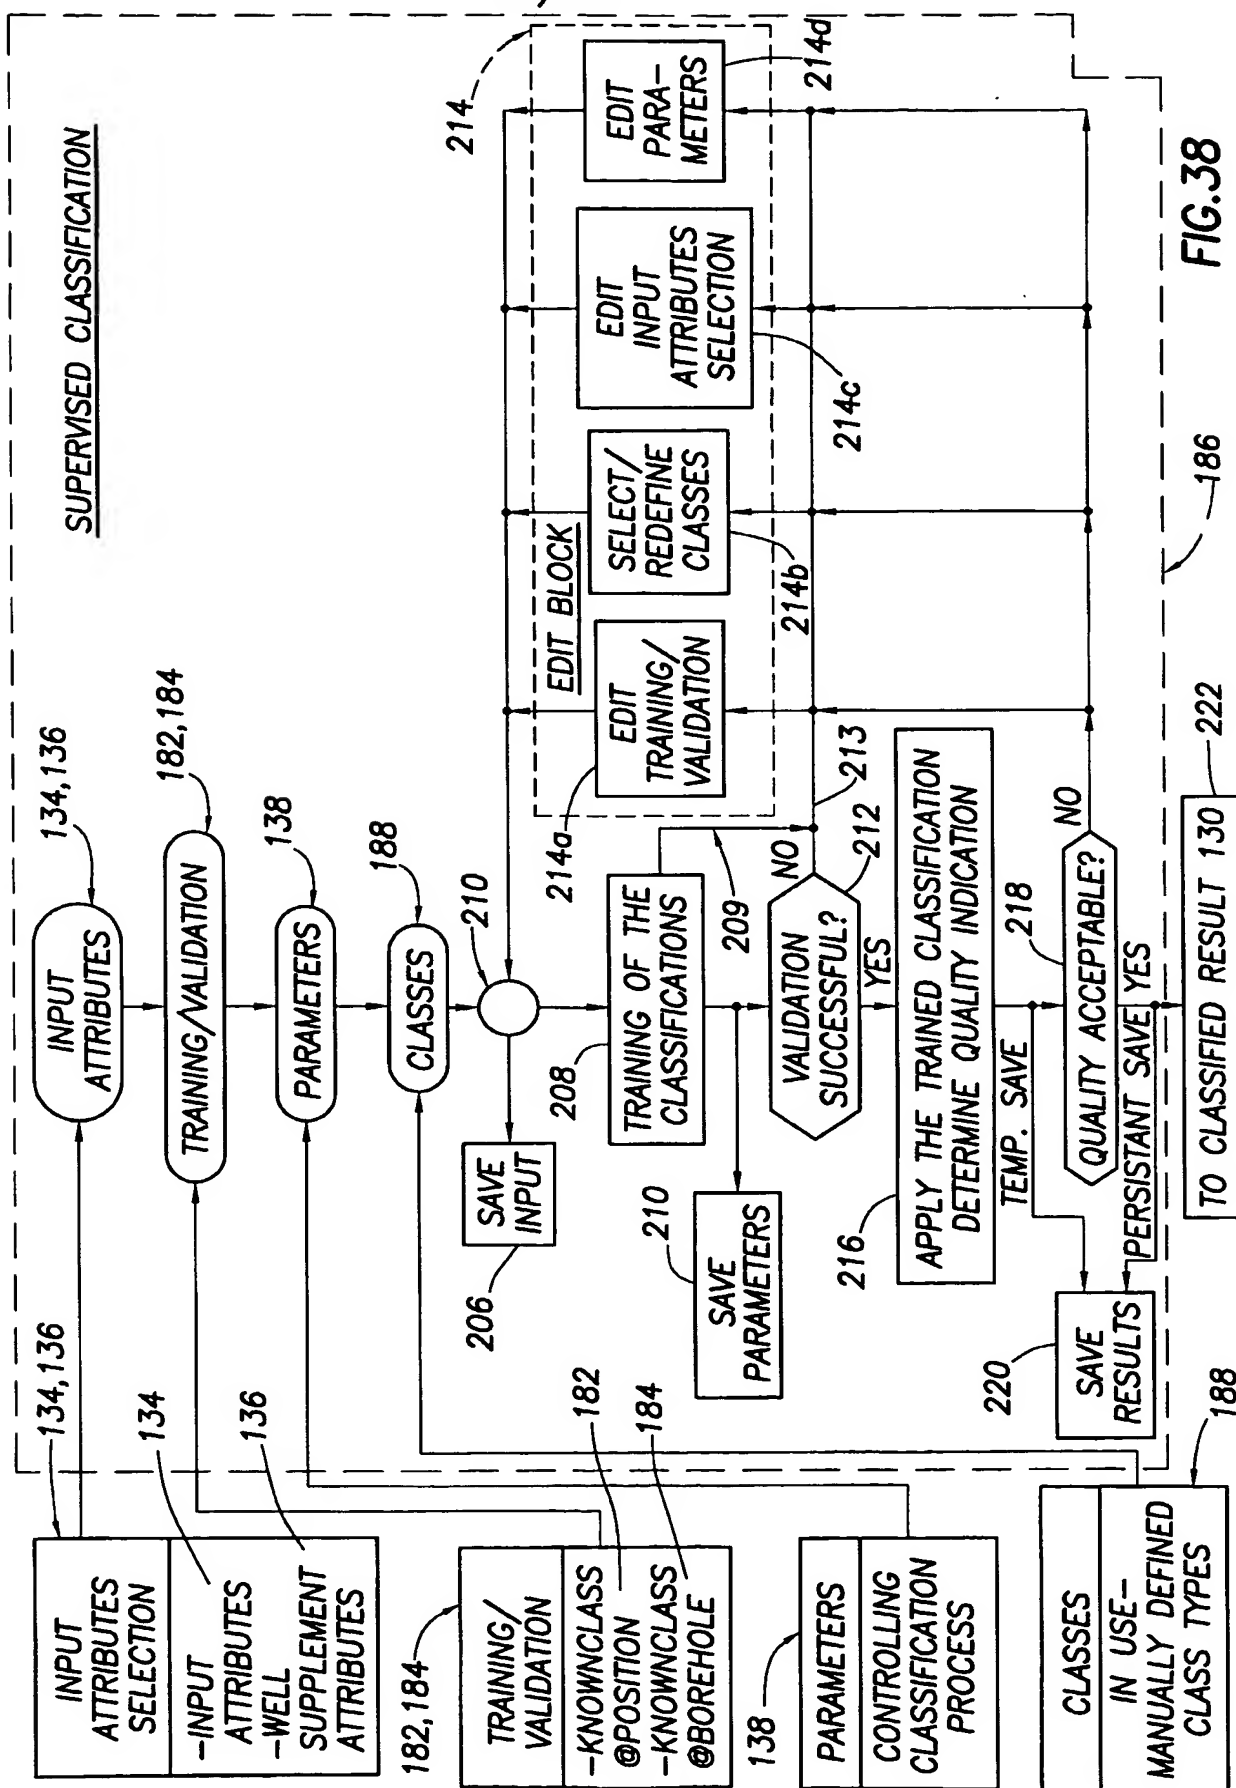 SUPERVISED CLASSIFICATION
134,136
INPUT
ATTRIBUTES
SELECTION
134
-INPUT
ATTRIBUTES
136
-WELL
SUPPLEMENT
ATTRIBUTES
182,184
TRAINING/
VALIDATION
182
-KNOWNCLASS
@POSITION
184
-KNOWNCLASS
@BOREHOLE
138
PARAMETERS
CONTROLLING
CLASSIFICATION
PROCESS
CLASSES
188
IN USE-
MANUALLY DEFINED
CLASS TYPES
134,136
INPUT
ATTRIBUTES
182,184
TRAINING/VALIDATION
138
PARAMETERS
188
CLASSES
210
206
SAVE
INPUT
208
TRAINING OF THE
CLASSIFICATIONS
209
210
SAVE
PARAMETERS
VALIDATION
SUCCESSFUL?
NO
213
212
YES
216
APPLY THE TRAINED CLASSIFICATION
DETERMINE QUALITY INDICATION
TEMP. SAVE
218
QUALITY ACCEPTABLE?
NO
PERSISTANT SAVE
YES
220
SAVE
RESULTS
222
TO CLASSIFIED RESULT 130
214
EDIT BLOCK
214a
EDIT
TRAINING/
VALIDATION
SELECT/
REDEFINE
CLASSES
214b
EDIT
INPUT
ATTRIBUTES
SELECTION
214c
EDIT
PARA-
METERS
214d
186
FIG.38